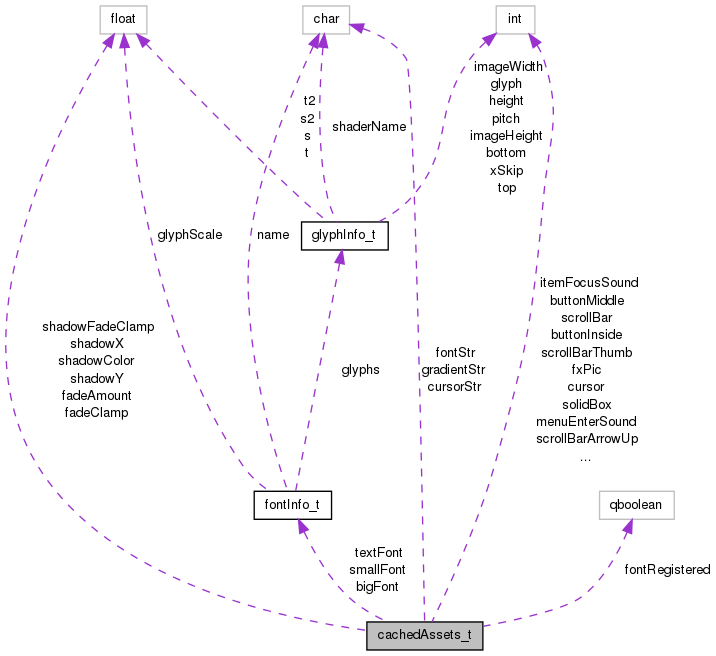 float
char
int
imageWidth
glyph
height
pitch
imageHeight
bottom
xSkip
top
t2
s2
s
t
shaderName
glyphScale
name
glyphInfo_t
itemFocusSound
buttonMiddle
scrollBar
buttonInside
scrollBarThumb
fxPic
cursor
solidBox
menuEnterSound
scrollBarArrowUp
...
shadowFadeClamp
shadowX
shadowColor
shadowY
fadeAmount
fadeClamp
glyphs
fontStr
gradientStr
cursorStr
fontInfo_t
qboolean
textFont
smallFont
bigFont
fontRegistered
cachedAssets_t